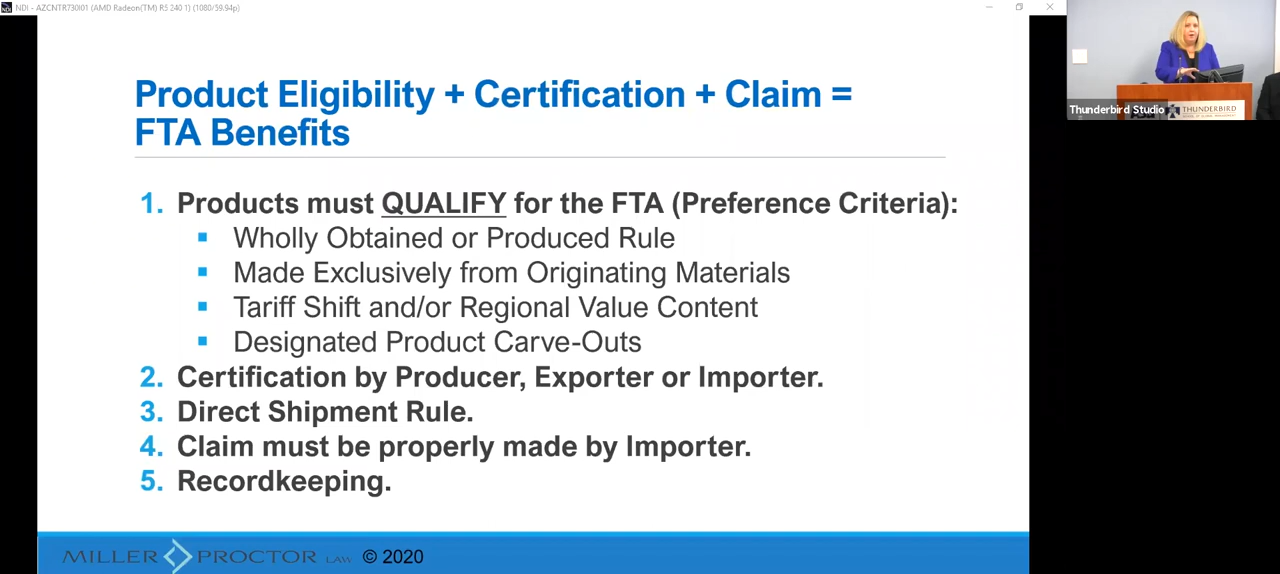 NDI - AZCNTR730I01 (AMD Radeon(TM) R5 240 1) (1080/59.94p)
Product Eligibility + Certification + Claim =
FTA Benefits
1. Products must QUALIFY for the FTA (Preference Criteria):
▪ Wholly Obtained or Produced Rule
▪ Made Exclusively from Originating Materials
▪ Tariff Shift and/or Regional Value Content
▪ Designated Product Carve-Outs
2. Certification by Producer, Exporter or Importer.
3. Direct Shipment Rule.
4. Claim must be properly made by Importer.
5. Recordkeeping.
MILLER PROCTOR LAW © 2020
Thunderbird Studio
THUNDERBIRD